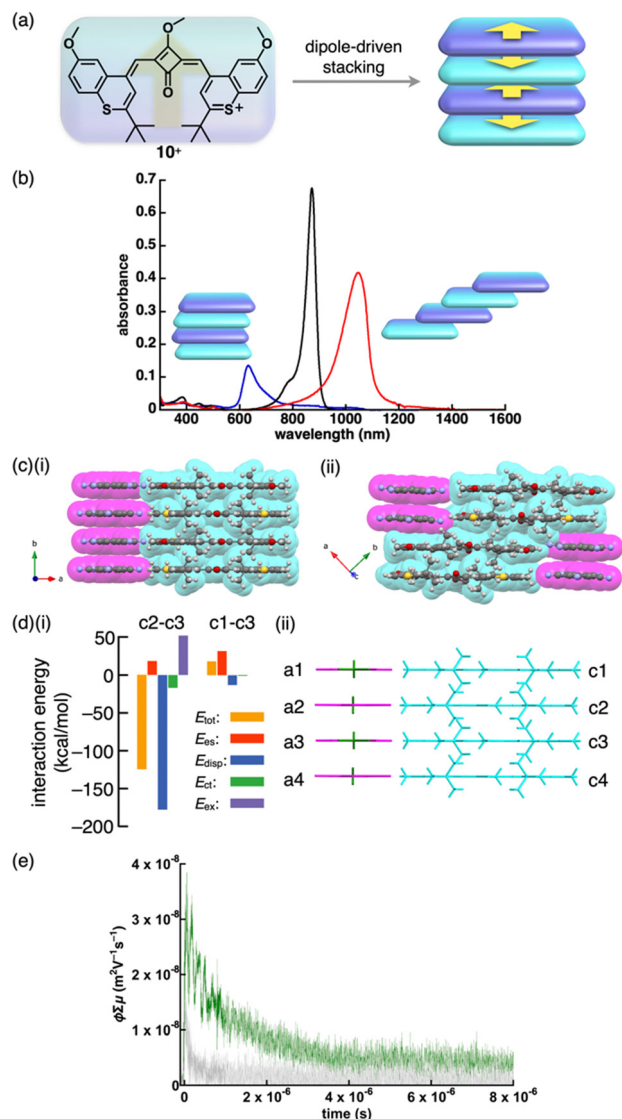 (a)
O
O
O
dipole-driven
stacking
O
S
S+
10+
(b)
0.7
0.6
0.5
0.4
0.3
0.2
0.1
0
absorbance
400 600 800 1000 1200 1400 1600
wavelength (nm)
(c)(i)
(ii)
b
a
a
b
c
(d)(i)
c2-c3
c1-c3
(ii)
50
0
−50
−100
−150
−200
interaction energy
(kcal/mol)
Etot:
Ees:
Edisp:
Ect:
Eex:
a1
c1
a2
c2
a3
c3
a4
c4
(e)
4 x 10⁻⁸
3 x 10⁻⁸
2 x 10⁻⁸
1 x 10⁻⁸
0
ϕΣμ (m²V⁻¹s⁻¹)
0
2 x 10⁻⁶
4 x 10⁻⁶
6 x 10⁻⁶
8 x 10⁻⁶
time (s)